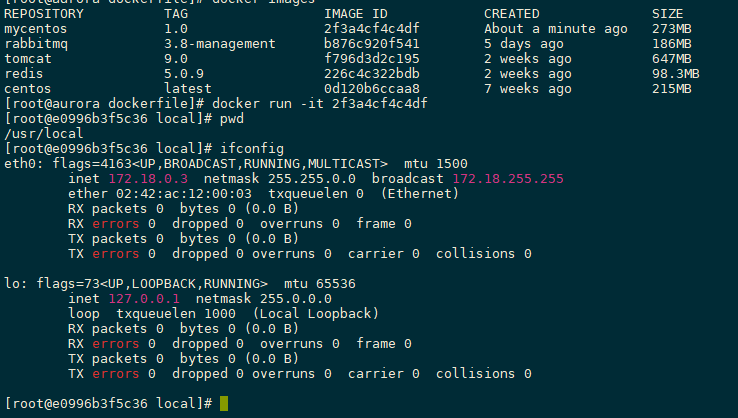 [root@aurora dockerfile]# docker images
REPOSITORY          TAG                 IMAGE ID            CREATED              SIZE
mycentos            1.0                 2f3a4cf4c4df        About a minute ago   273MB
rabbitmq            3.8-management      b876c920f541        5 days ago           186MB
tomcat              9.0                 f796d3d2c195        2 weeks ago          647MB
redis               5.0.9               226c4c322bdb        2 weeks ago          98.3MB
centos              latest              0d120b6ccaa8        7 weeks ago          215MB
[root@aurora dockerfile]# docker run -it 2f3a4cf4c4df
[root@e0996b3f5c36 local]# pwd
/usr/local
[root@e0996b3f5c36 local]# ifconfig
eth0: flags=4163<UP,BROADCAST,RUNNING,MULTICAST>  mtu 1500
        inet 172.18.0.3  netmask 255.255.0.0  broadcast 172.18.255.255
        ether 02:42:ac:12:00:03  txqueuelen 0  (Ethernet)
        RX packets 0  bytes 0 (0.0 B)
        RX errors 0  dropped 0  overruns 0  frame 0
        TX packets 0  bytes 0 (0.0 B)
        TX errors 0  dropped 0 overruns 0  carrier 0  collisions 0
lo: flags=73<UP,LOOPBACK,RUNNING>  mtu 65536
        inet 127.0.0.1  netmask 255.0.0.0
        loop  txqueuelen 1000  (Local Loopback)
        RX packets 0  bytes 0 (0.0 B)
        RX errors 0  dropped 0  overruns 0  frame 0
        TX packets 0  bytes 0 (0.0 B)
        TX errors 0  dropped 0 overruns 0  carrier 0  collisions 0
[root@e0996b3f5c36 local]#